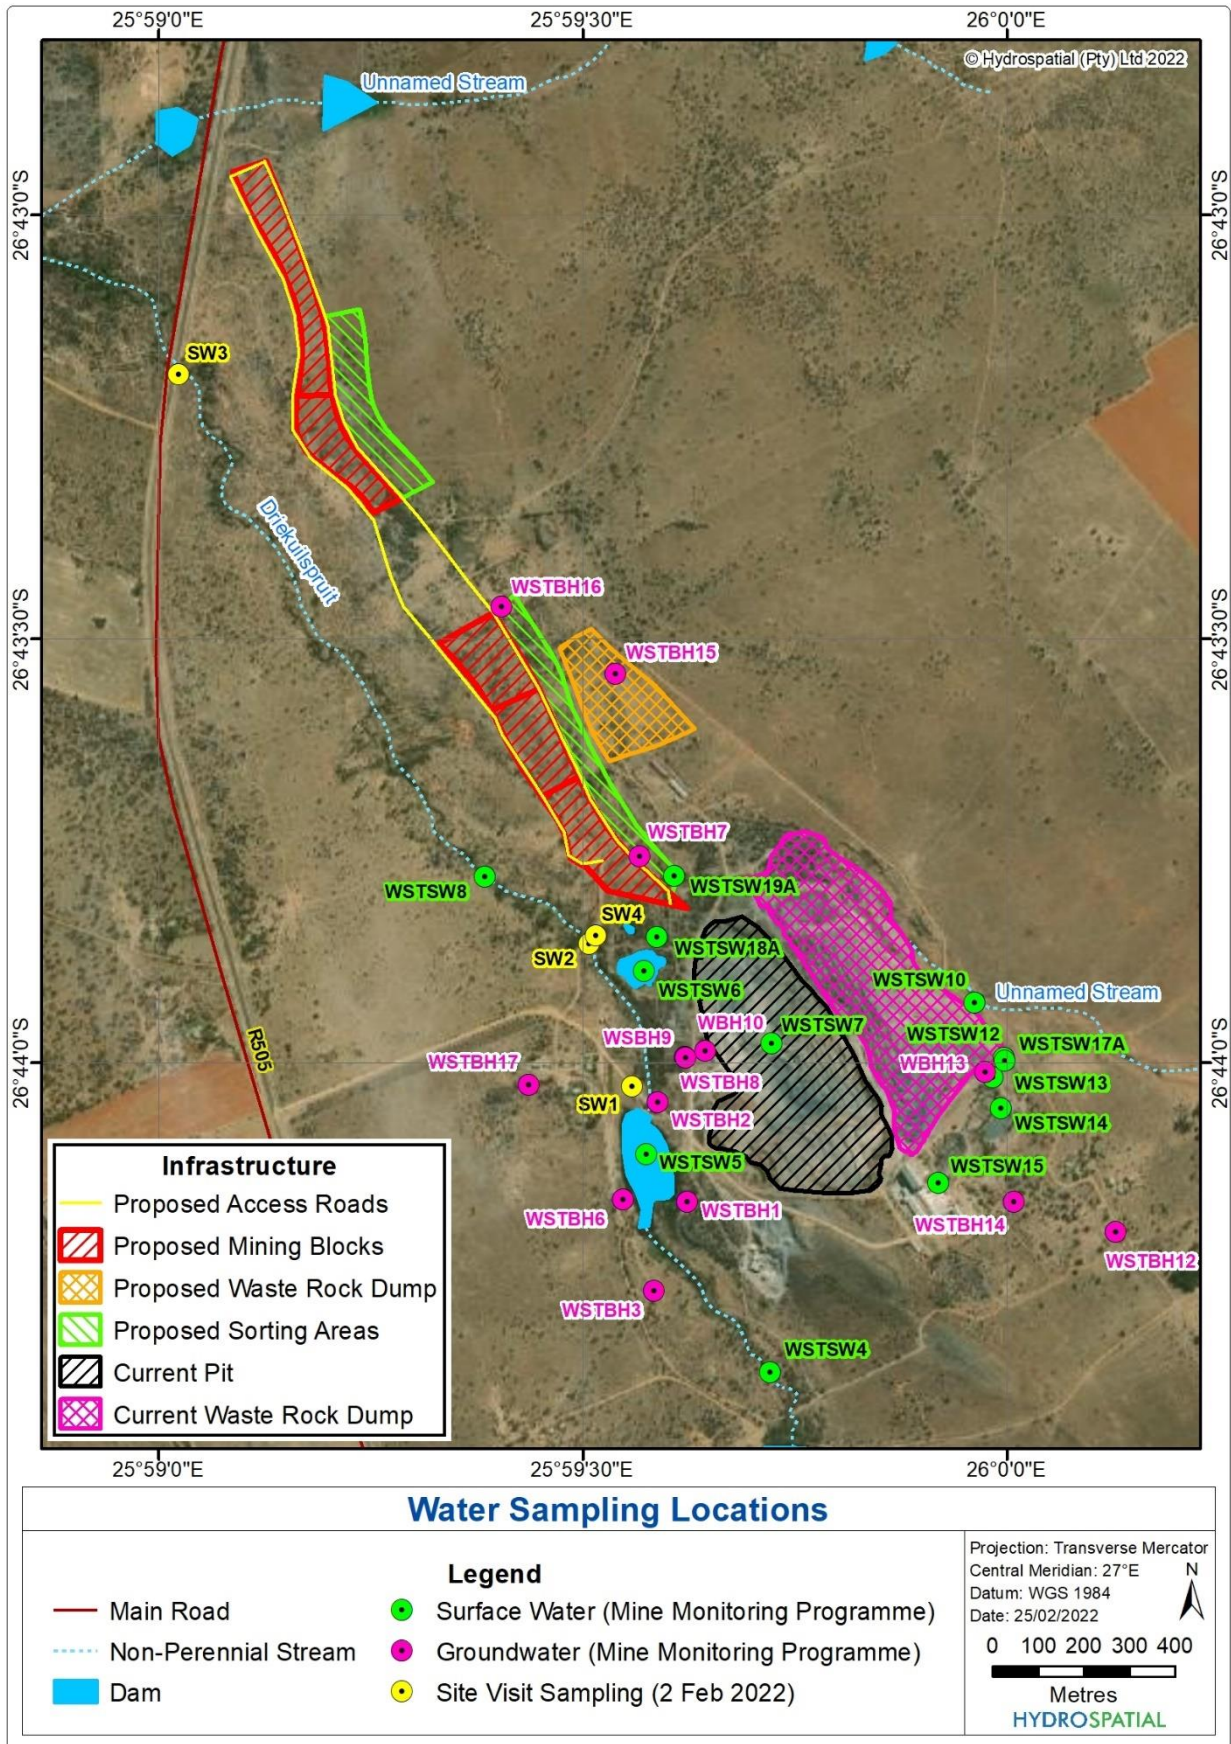 25°59'0"E
25°59'30"E
26°0'0"E
© Hydrospatial (Pty) Ltd 2022
Unnamed Stream
26°43'0"S
26°43'0"S
SW3
Driekuilspruit
WSTBH16
26°43'30"S
26°43'30"S
WSTBH15
WSTBH7
WSTSW8
WSTSW19A
SW4
SW2
WSTSW18A
WSTSW6
WSTSW10
Unnamed Stream
WBH10
WSTSW7
WSTSW12
WSBH9
WSTSW17A
R505
26°44'0"S
26°44'0"S
WSTBH17
WSTBH8
WBH13
WSTSW13
SW1
WSTBH2
WSTSW14
WSTSW5
WSTSW15
WSTBH6
WSTBH1
WSTBH14
WSTBH12
WSTBH3
WSTSW4
Infrastructure
Proposed Access Roads
Proposed Mining Blocks
Proposed Waste Rock Dump
Proposed Sorting Areas
Current Pit
Current Waste Rock Dump
25°59'0"E
25°59'30"E
26°0'0"E
Water Sampling Locations
Legend
Main Road
Non-Perennial Stream
Dam
Surface Water (Mine Monitoring Programme)
Groundwater (Mine Monitoring Programme)
Site Visit Sampling (2 Feb 2022)
Projection: Transverse Mercator
Central Meridian: 27°E
Datum: WGS 1984
Date: 25/02/2022
N
0 100 200 300 400
Metres
HYDROSPATIAL